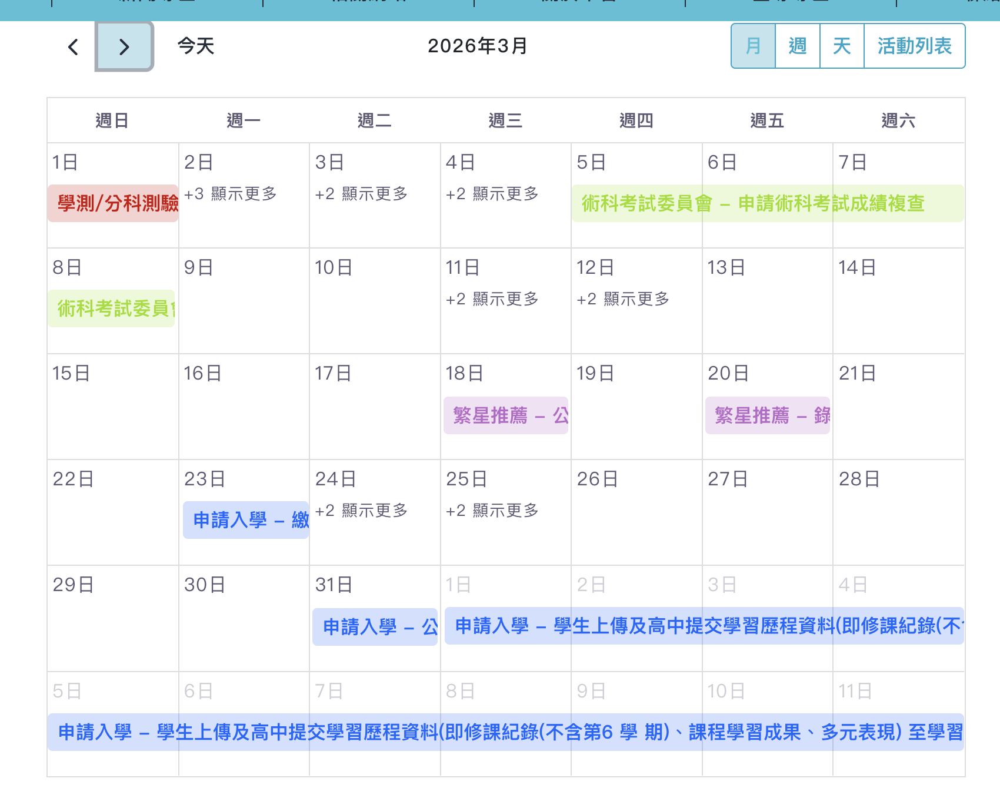 今天
2026年3月
月 週 天 活動列表
週日 週一 週二 週三 週四 週五 週六
1日 2日 3日 4日 5日 6日 7日
學測/分科測驗 +3 顯示更多 +2 顯示更多 +2 顯示更多 術科考試委員會 – 申請術科考試成績複查
8日 9日 10日 11日 12日 13日 14日
術科考試委員 +2 顯示更多 +2 顯示更多
15日 16日 17日 18日 19日 20日 21日
繁星推薦 – 公 繁星推薦 – 錄
22日 23日 24日 25日 26日 27日 28日
申請入學 – 繳 +2 顯示更多 +2 顯示更多
29日 30日 31日 1日 2日 3日 4日
申請入學 – 公 申請入學 – 學生上傳及高中提交學習歷程資料(即修課紀錄(不
5日 6日 7日 8日 9日 10日 11日
申請入學 – 學生上傳及高中提交學習歷程資料(即修課紀錄(不含第6 學 期)、課程學習成果、多元表現) 至學習